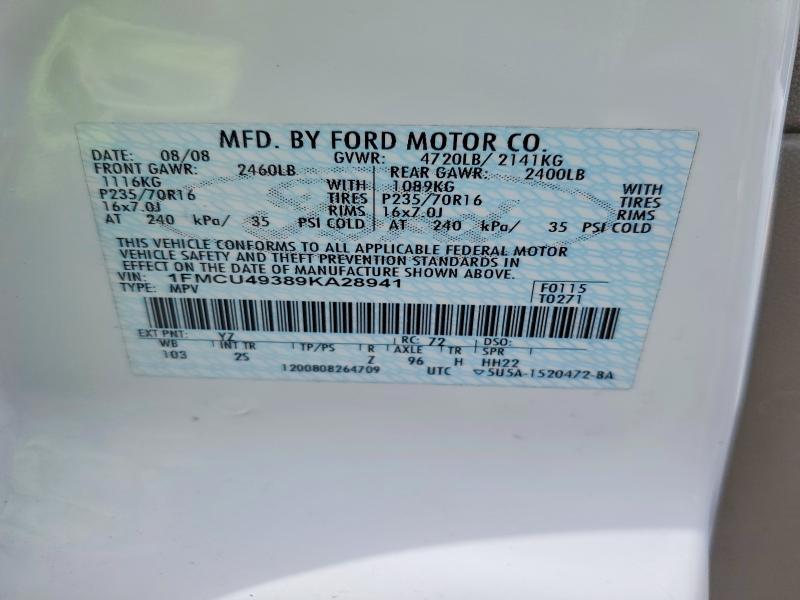 MFD. BY FORD MOTOR CO.
DATE: 08/08 GVWR: 4720LB/ 2141KG
FRONT GAWR: 2460LB REAR GAWR: 2400LB
1116KG WITH 1089KG WITH
P235/70R16 TIRES P235/70R16 TIRES
16x7.0J RIMS 16x7.0J RIMS
AT 240 kPa/ 35 PSI COLD AT 240 kPa/ 35 PSI COLD
THIS VEHICLE CONFORMS TO ALL APPLICABLE FEDERAL MOTOR
VEHICLE SAFETY AND THEFT PREVENTION STANDARDS IN
EFFECT ON THE DATE OF MANUFACTURE SHOWN ABOVE.
1FMCU49389KA28941 F0115
TYPE: MPV T0271
EXT PNT: YZ RC: 72 DSO:
WB INT TR TP/PS R AXLE TR SPR
103 2S Z 96 H HH22
1200808264709 UTC ▽5U5A-1520472-BA